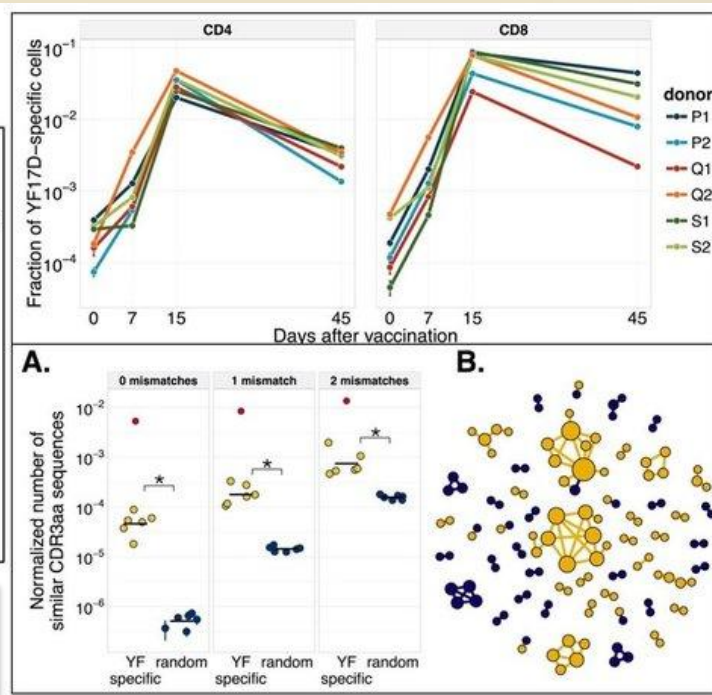 CD4
CD8
Fraction of YF17D–specific cells
10⁻¹
10⁻²
10⁻³
10⁻⁴
0 7 15 45
0 7 15 45
Days after vaccination
donor
P1
P2
Q1
Q2
S1
S2
A.
B.
0 mismatches
1 mismatch
2 mismatches
Normalized number of
similar CDR3aa sequences
10⁻²
10⁻³
10⁻⁴
10⁻⁵
10⁻⁶
*
*
*
YF random YF random YF random
specific specific specific